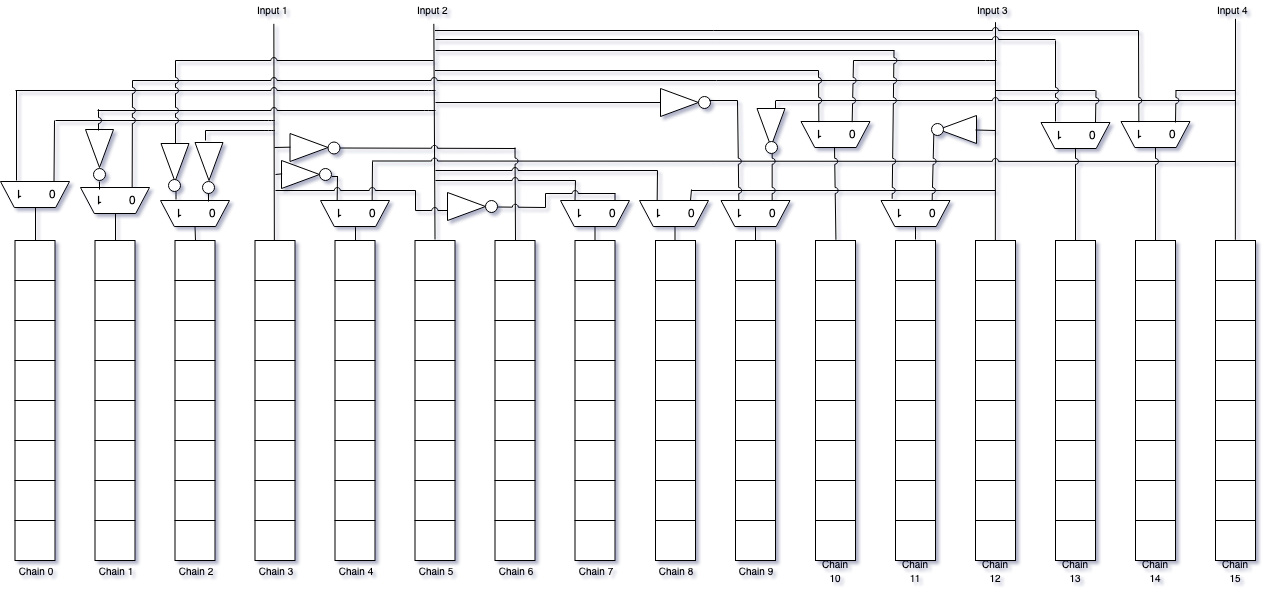 Input 1
Input 2
Input 3
Input 4
1 0
1 0
1 0
1 0
1 0
1 0
1 0
1 0
1 0
1 0
1 0
1 0
Chain 0
Chain 1
Chain 2
Chain 3
Chain 4
Chain 5
Chain 6
Chain 7
Chain 8
Chain 9
Chain
10
Chain
11
Chain
12
Chain
13
Chain
14
Chain
15